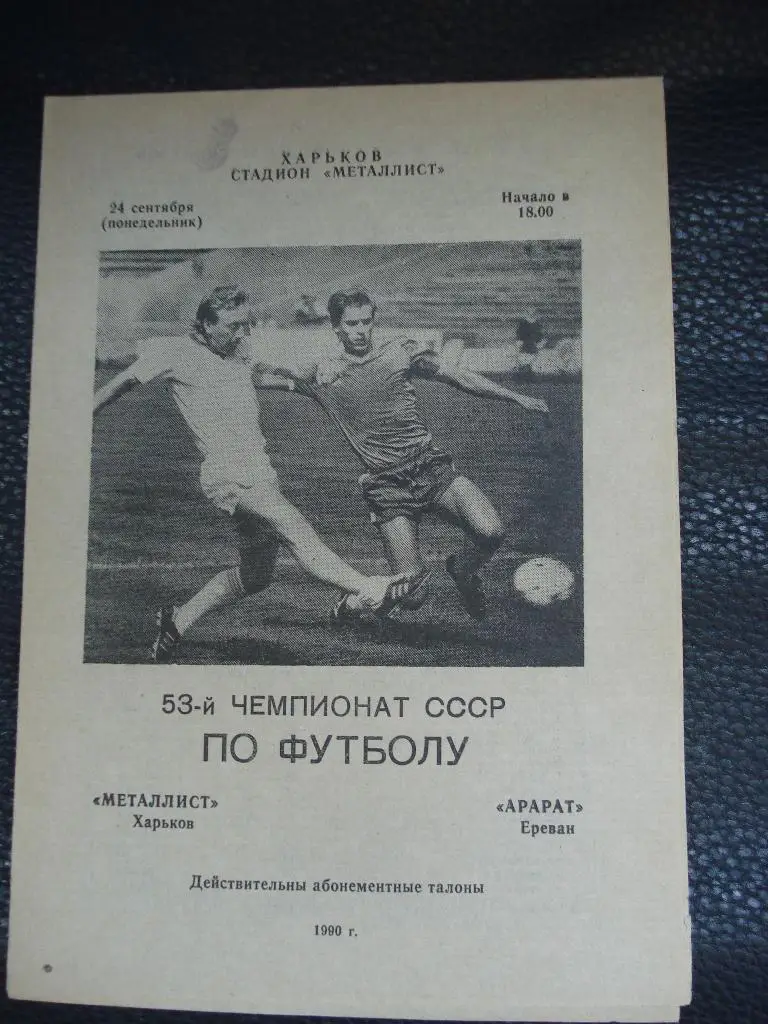 ХАРЬКОВ
СТАДИОН «МЕТАЛЛИСТ»
24 сентября
(понедельник)
Начало в
18.00
53-й ЧЕМПИОНАТ СССР
ПО ФУТБОЛУ
«МЕТАЛЛИСТ»
Харьков
«АРАРАТ»
Ереван
Действительны абонементные талоны
1990 г.